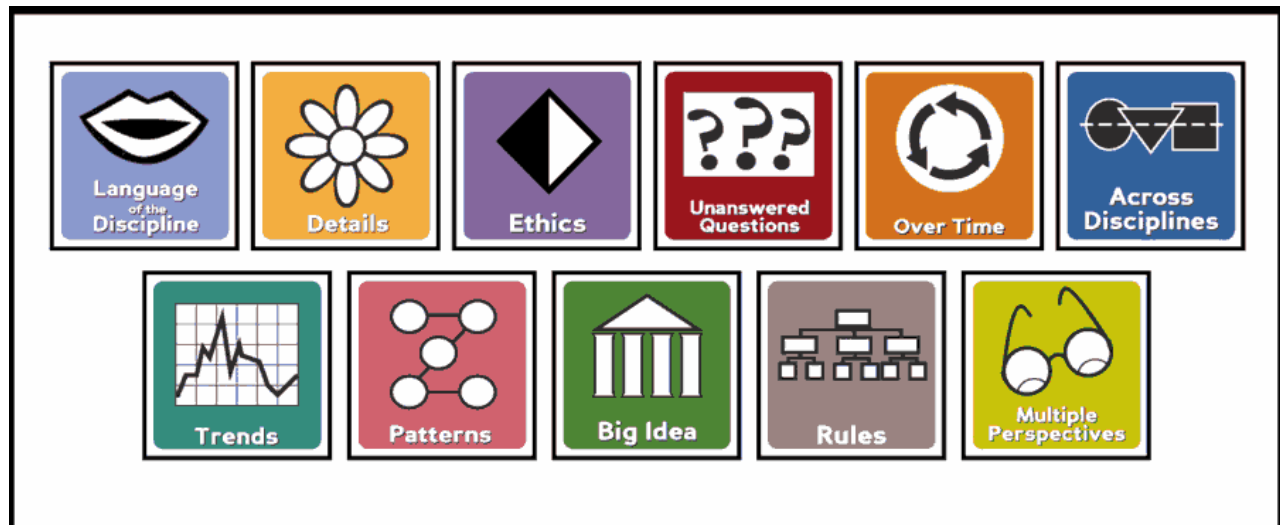 Language
of the
Discipline
Details
Ethics
? ? ?
Unanswered
Questions
Over Time
Across
Disciplines
Trends
Patterns
Big Idea
Rules
Multiple
Perspectives